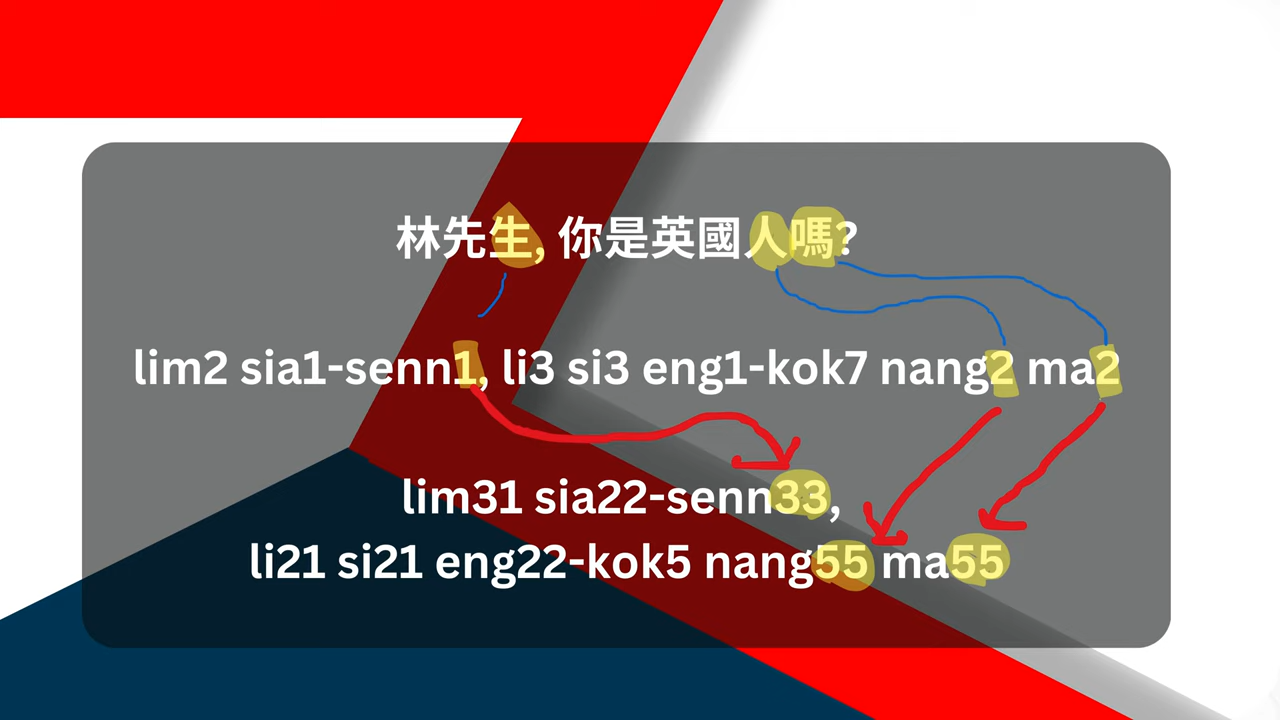 林先生, 你是英國人嗎?
lim2 sia1-senn1, li3 si3 eng1-kok7 nang2 ma2
lim31 sia22-senn33,
li21 si21 eng22-kok5 nang55 ma55